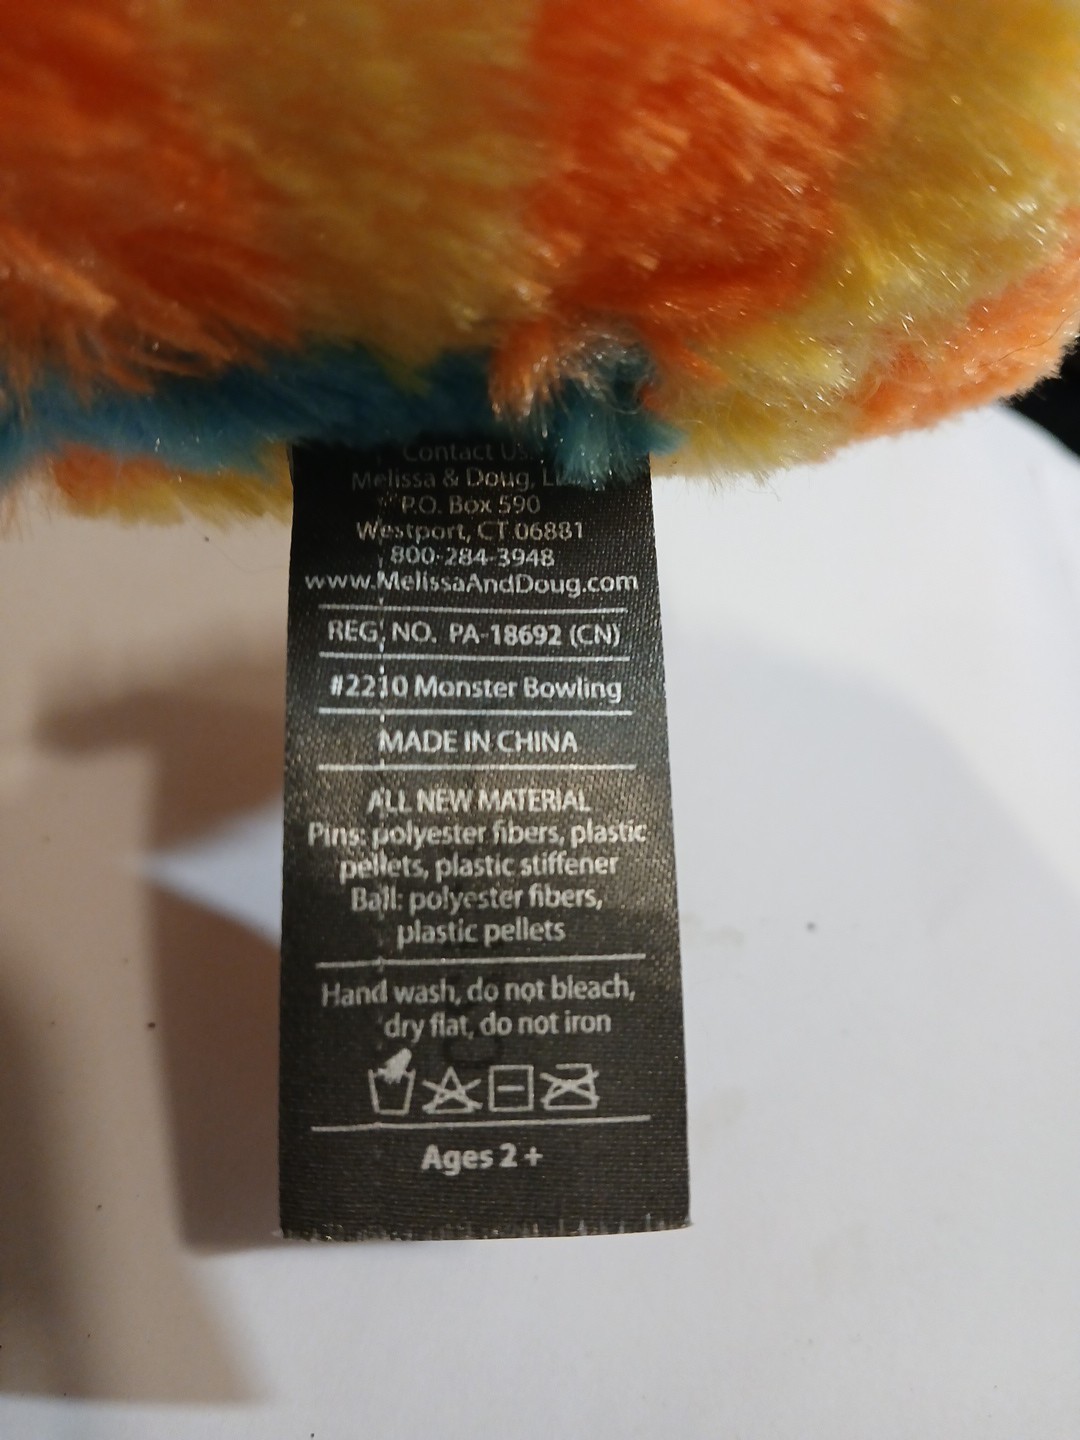 Contact Us:
Melissa & Doug,
P.O. Box 590
Westport, CT 06881
800-284-3948
www.MelissaAndDoug.com
REG. NO. PA-18692 (CN)
#2210 Monster Bowling
MADE IN CHINA
ALL NEW MATERIAL
Pins: polyester fibers, plastic
pellets, plastic stiffener
Ball: polyester fibers,
plastic pellets
Hand wash, do not bleach,
dry flat, do not iron
Ages 2 +